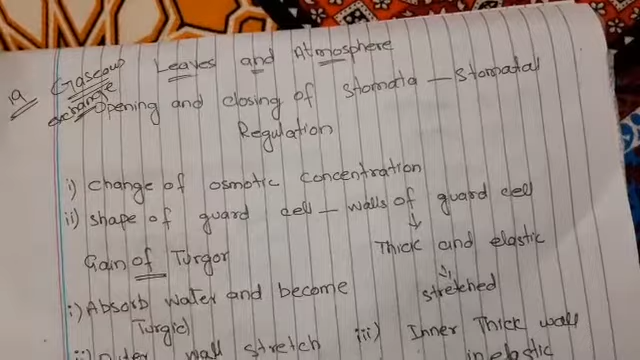 19 Gaseous exchange Leaves and Atmosphere
Opening and closing of stomata — stomatal
Regulation
i) change of osmotic concentration
ii) shape of guard cell — walls of guard cell
Thick and elastic
stretched
Gain of Turgor
i) Absorb water and become
Turgid
ii) outer wall stretch
iii) Inner Thick wall
inelastic